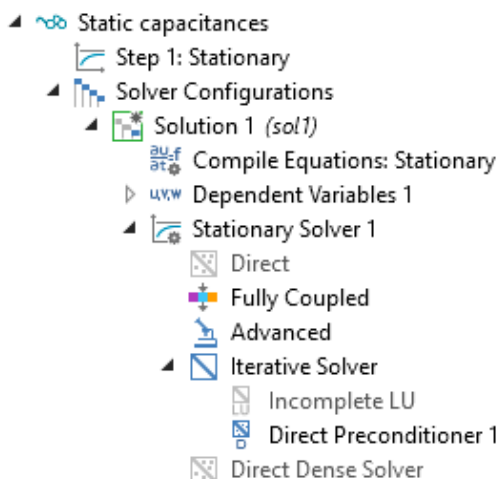 Static capacitances
Step 1: Stationary
Solver Configurations
Solution 1 (sol1)
Compile Equations: Stationary
Dependent Variables 1
Stationary Solver 1
Direct
Fully Coupled
Advanced
Iterative Solver
Incomplete LU
Direct Preconditioner 1
Direct Dense Solver